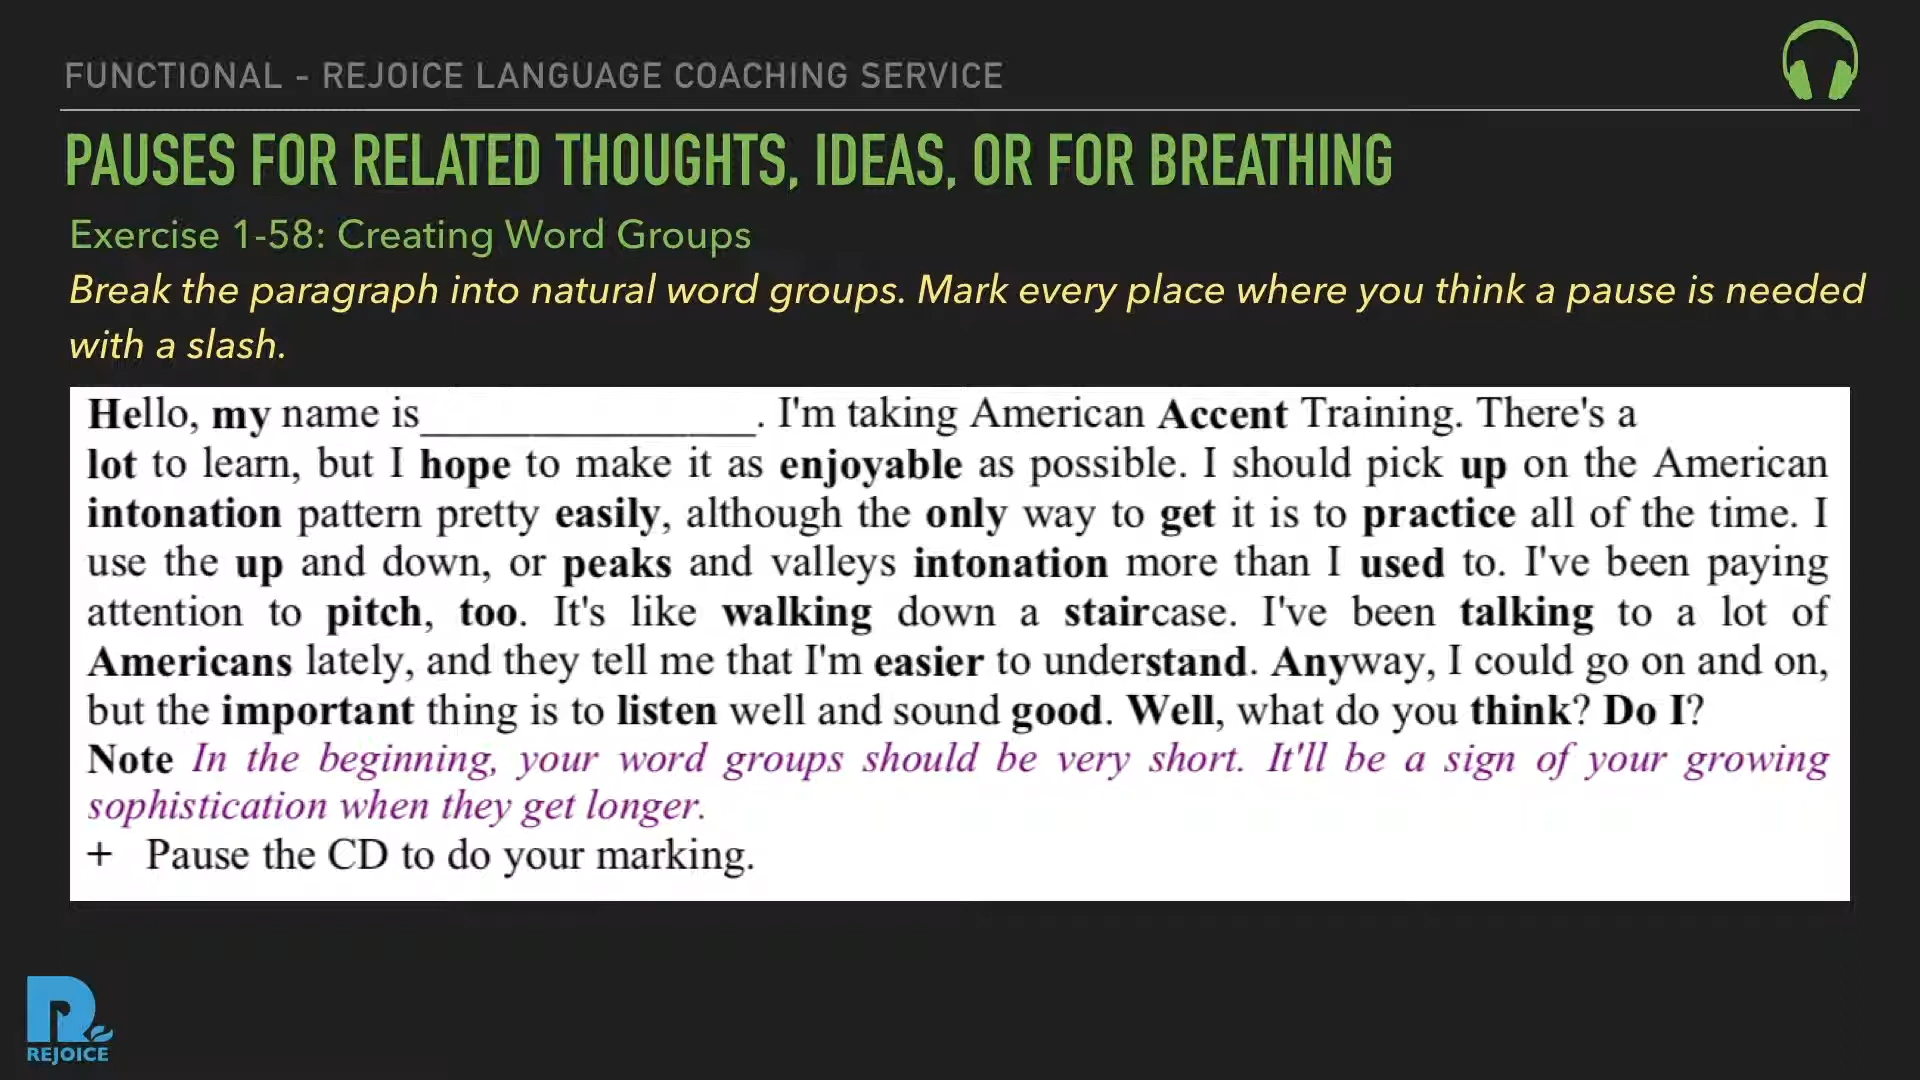 FUNCTIONAL - REJOICE LANGUAGE COACHING SERVICE
PAUSES FOR RELATED THOUGHTS, IDEAS, OR FOR BREATHING
Exercise 1-58: Creating Word Groups
Break the paragraph into natural word groups. Mark every place where you think a pause is needed
with a slash.
Hello, my name is________________. I'm taking American Accent Training. There's a
lot to learn, but I hope to make it as enjoyable as possible. I should pick up on the American
intonation pattern pretty easily, although the only way to get it is to practice all of the time. I
use the up and down, or peaks and valleys intonation more than I used to. I've been paying
attention to pitch, too. It's like walking down a staircase. I've been talking to a lot of
Americans lately, and they tell me that I'm easier to understand. Anyway, I could go on and on,
but the important thing is to listen well and sound good. Well, what do you think? Do I?
Note In the beginning, your word groups should be very short. It'll be a sign of your growing
sophistication when they get longer.
+ Pause the CD to do your marking.
REJOICE